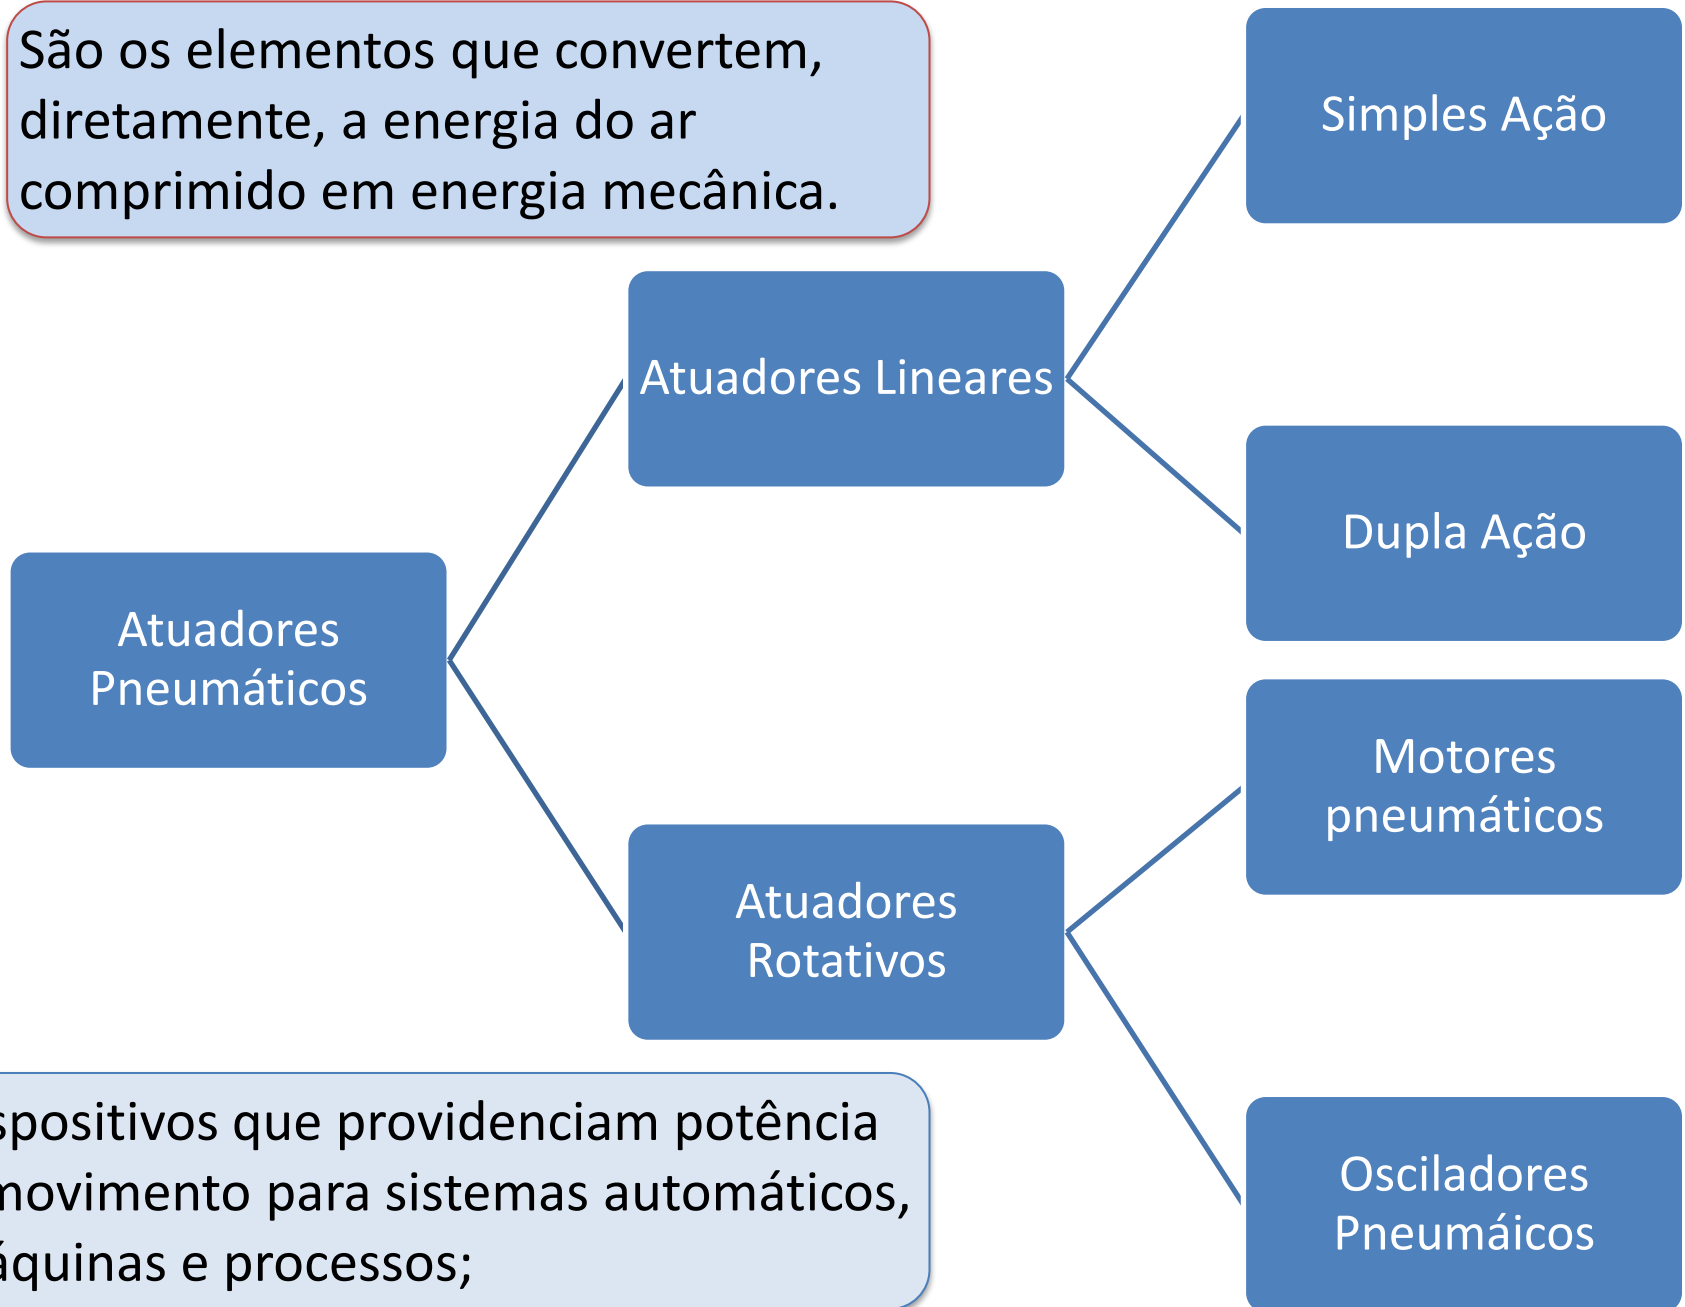 São os elementos que convertem,
diretamente, a energia do ar
comprimido em energia mecânica.
Simples Ação
Atuadores Lineares
Dupla Ação
Atuadores
Pneumáticos
Motores
pneumáticos
Atuadores
Rotativos
spositivos que providenciam potência
movimento para sistemas automáticos,
áquinas e processos;
Osciladores
Pneumáicos